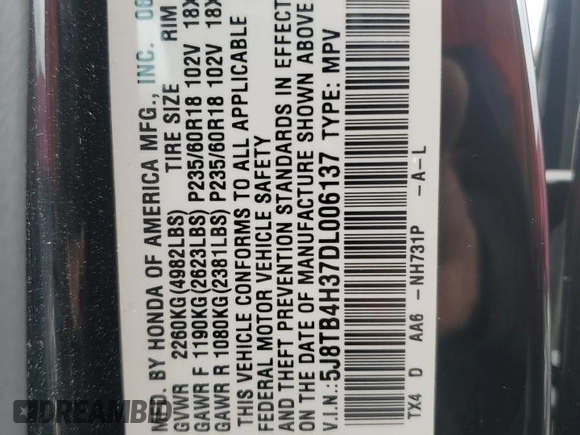 MFD. BY HONDA OF AMERICA MFG., INC. 06
GVWR 2260KG(4982LBS) TIRE SIZE RIM
GAWR F 1190KG(2623LBS) P235/60R18 102V 18X
GAWR R 1080KG(2381LBS) P235/60R18 102V 18X
THIS VEHICLE CONFORMS TO ALL APPLICABLE
FEDERAL MOTOR VEHICLE SAFETY
AND THEFT PREVENTION STANDARDS IN EFFECT
ON THE DATE OF MANUFACTURE SHOWN ABOVE
V.I.N.:5J8TB4H37DL006137 TYPE: MPV
TX4 D AA6 -NH731P -A-L
DREAMBID